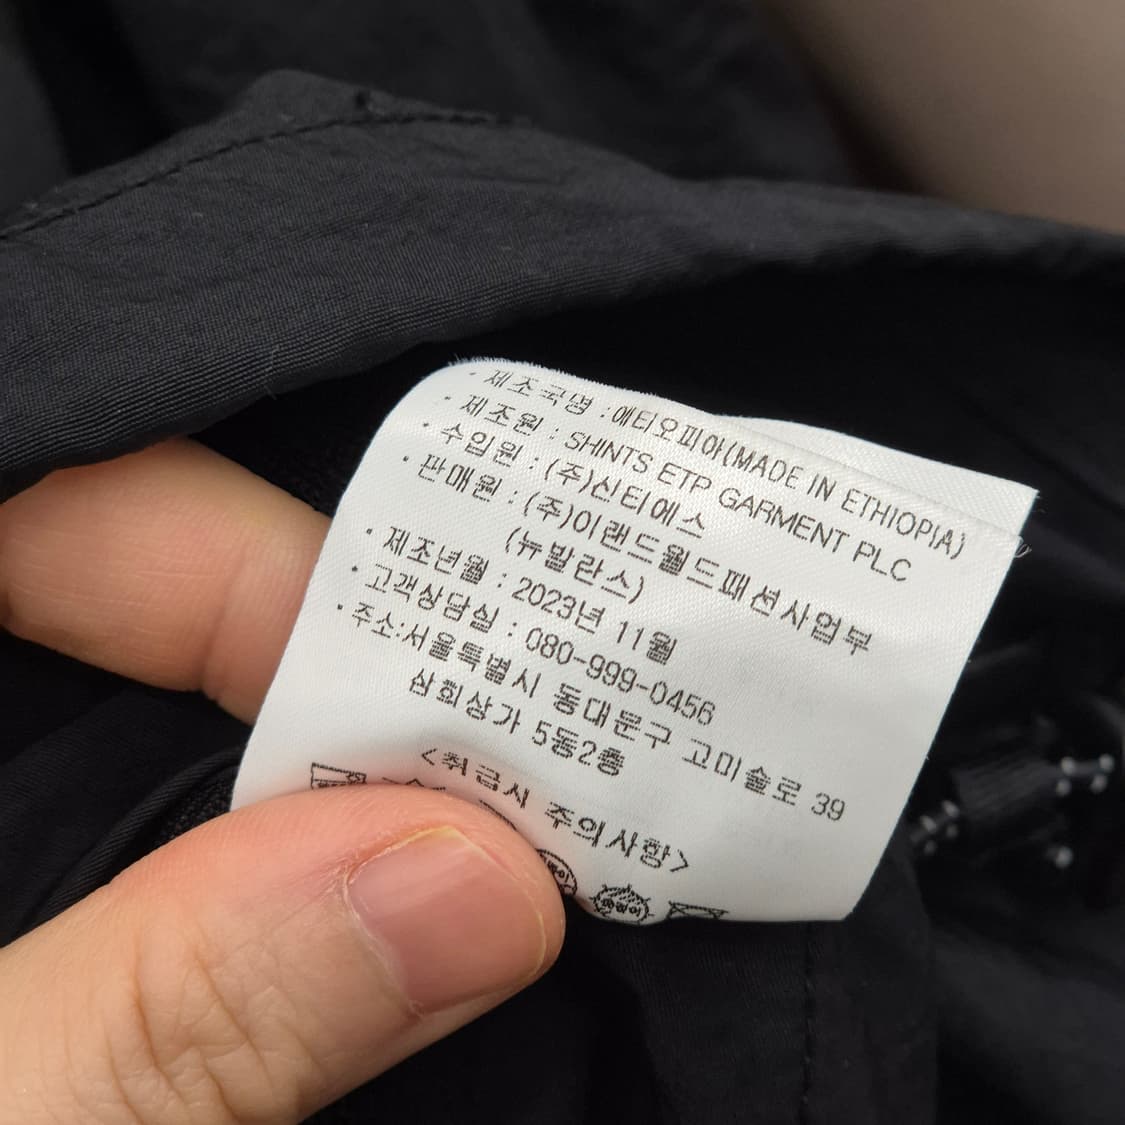 · 제조국명 : 에티오피아(MADE IN ETHIOPIA)
· 제조원 : SHINTS ETP GARMENT PLC
· 수입원 : (주)신티에스
· 판매원 : (주)이랜드월드패션사업부
(뉴발란스)
· 제조년월 : 2023년 11월
· 고객상담실 : 080-999-0456
· 주소:서울특별시 동대문구 고미술로 39
삼희상가 5동2층
<취급시 주의사항>